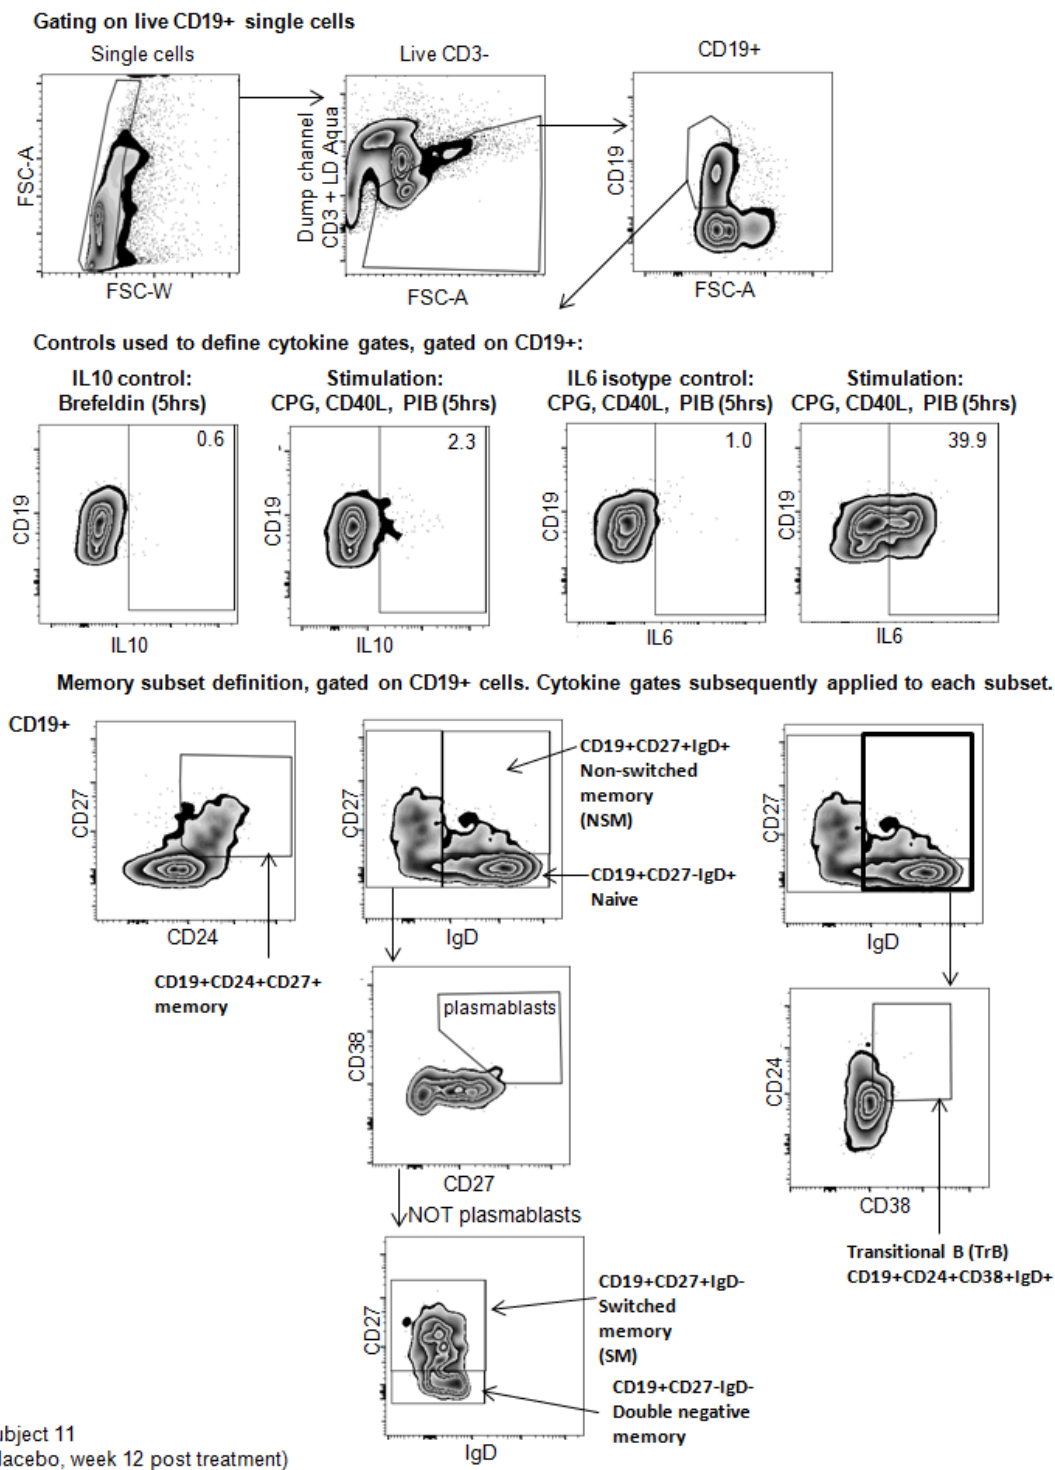 Gating on live CD19+ single cells
Single cells
Live CD3-
CD19+
FSC-A
FSC-W
Dump channel
CD3 + LD Aqua
FSC-A
CD19
FSC-A
Controls used to define cytokine gates, gated on CD19+:
IL10 control:
Brefeldin (5hrs)
Stimulation:
CPG, CD40L, PIB (5hrs)
IL6 isotype control:
CPG, CD40L, PIB (5hrs)
Stimulation:
CPG, CD40L, PIB (5hrs)
0.6
2.3
1.0
39.9
CD19
CD19
CD19
CD19
IL10
IL10
IL6
IL6
Memory subset definition, gated on CD19+ cells. Cytokine gates subsequently applied to each subset.
CD19+
CD27
CD24
CD19+CD24+CD27+
memory
CD27
IgD
CD19+CD27+IgD+
Non-switched
memory
(NSM)
CD19+CD27-IgD+
Naive
CD27
IgD
plasmablasts
CD38
CD27
CD24
CD38
NOT plasmablasts
Transitional B (TrB)
CD19+CD24+CD38+IgD+
CD27
IgD
CD19+CD27+IgD-
Switched
memory
(SM)
CD19+CD27-IgD-
Double negative
memory
ubject 11
lacebo, week 12 post treatment)